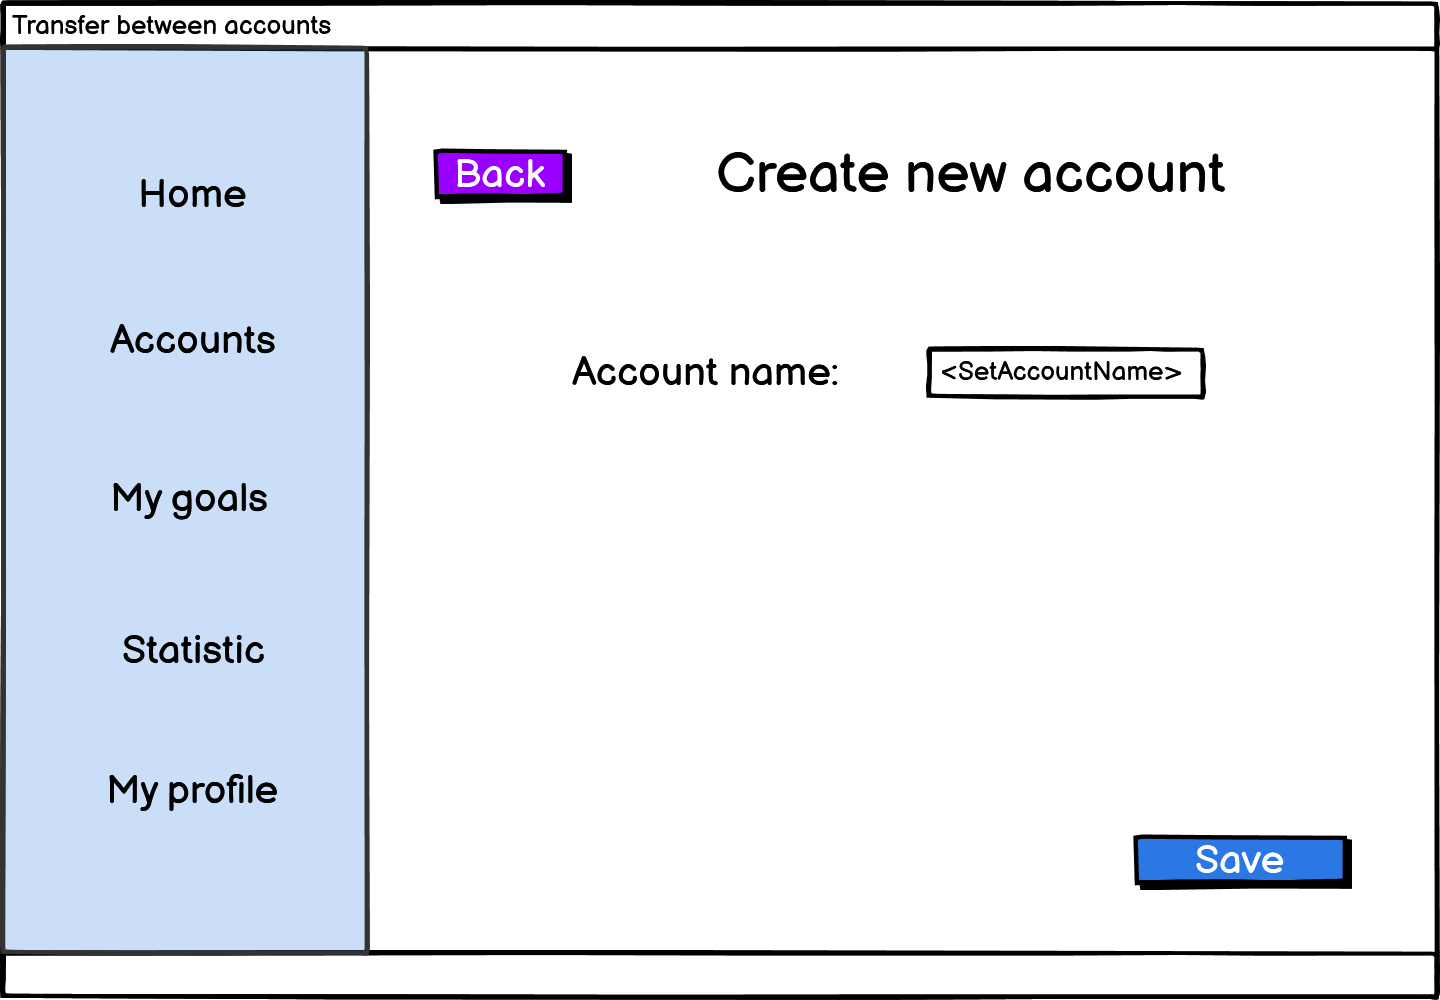 Transfer between accounts
Home
Accounts
My goals
Statistic
My profile
Back
Create new account
Account name:
<SetAccountName>
Save